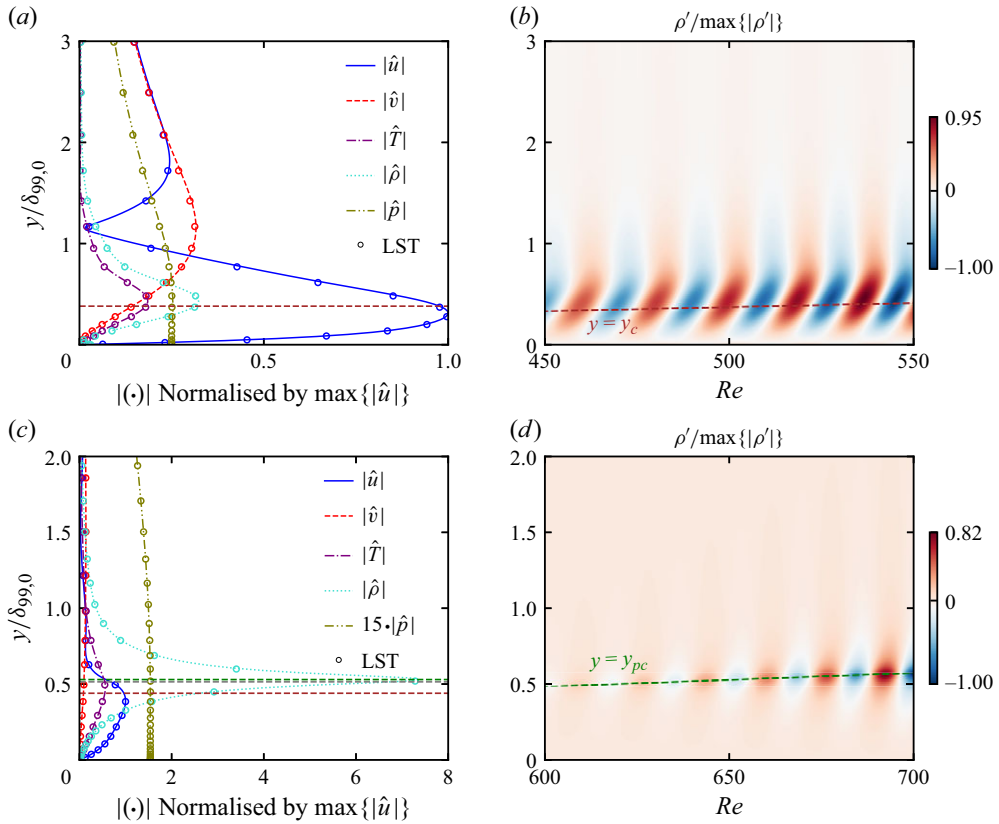 (a)
3
2
1
0
y/δ99,0
|û|
|v̂|
|T̂|
|ρ̂|
|p̂|
LST
0.5
1.0
|(·)| Normalised by max{|û|}
(b)
ρ′/max{|ρ′|}
3
2
1
0
y = yc
450
500
550
Re
0.95
0
−1.00
(c)
2.0
1.5
1.0
0.5
0
y/δ99,0
|û|
|v̂|
|T̂|
|ρ̂|
15·|p̂|
LST
2
4
6
8
|(·)| Normalised by max{|û|}
(d)
ρ′/max{|ρ′|}
2.0
1.5
1.0
0.5
0
y = ypc
600
650
700
Re
0.82
0
−1.00